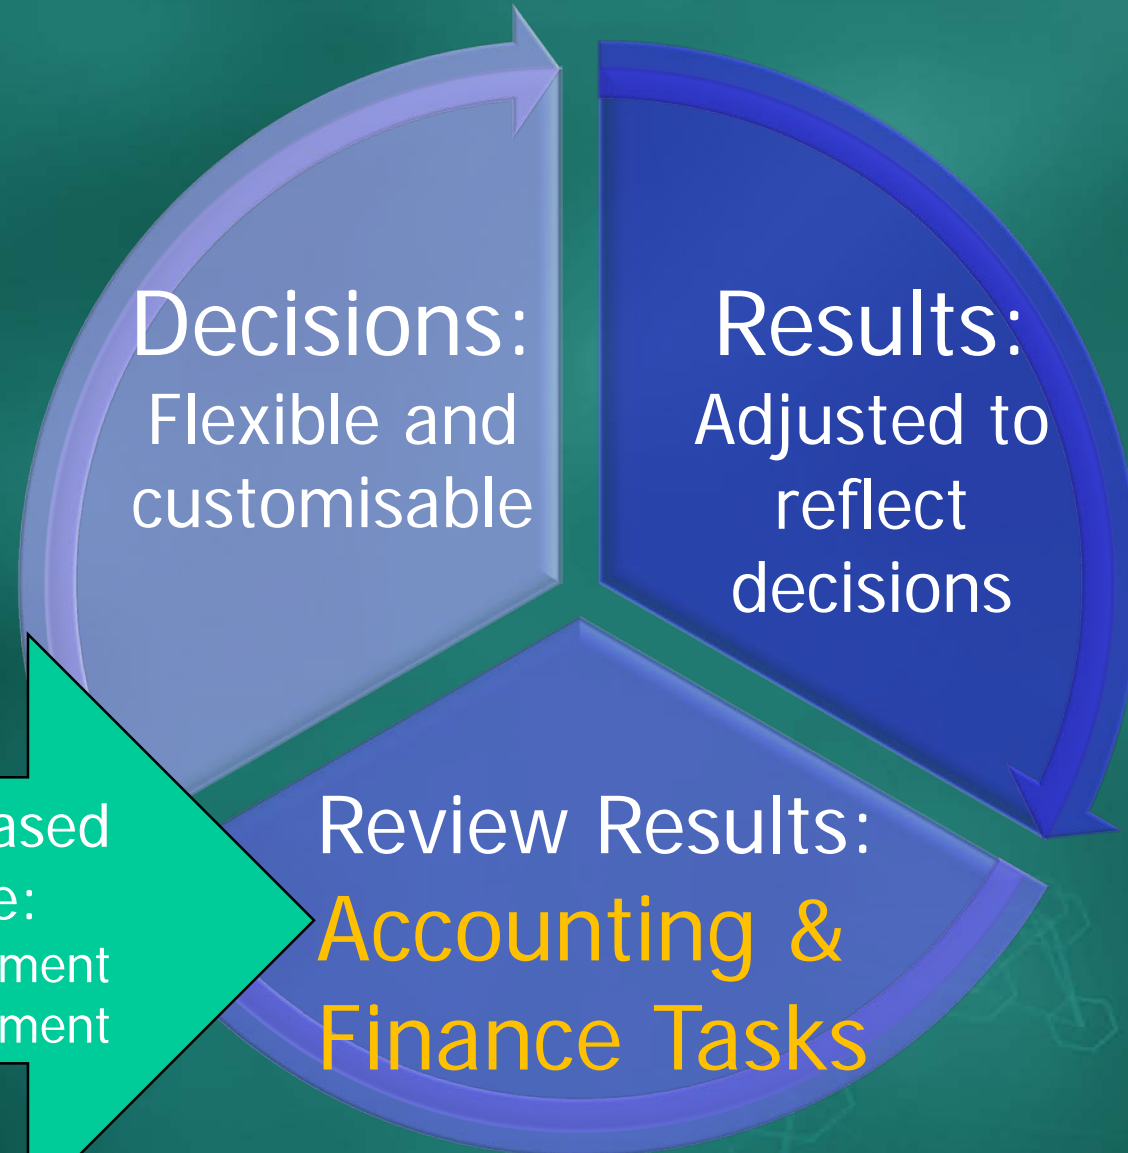 Decisions:
Flexible and
customisable
Results:
Adjusted to
reflect
decisions
Review Results:
Accounting &
Finance Tasks